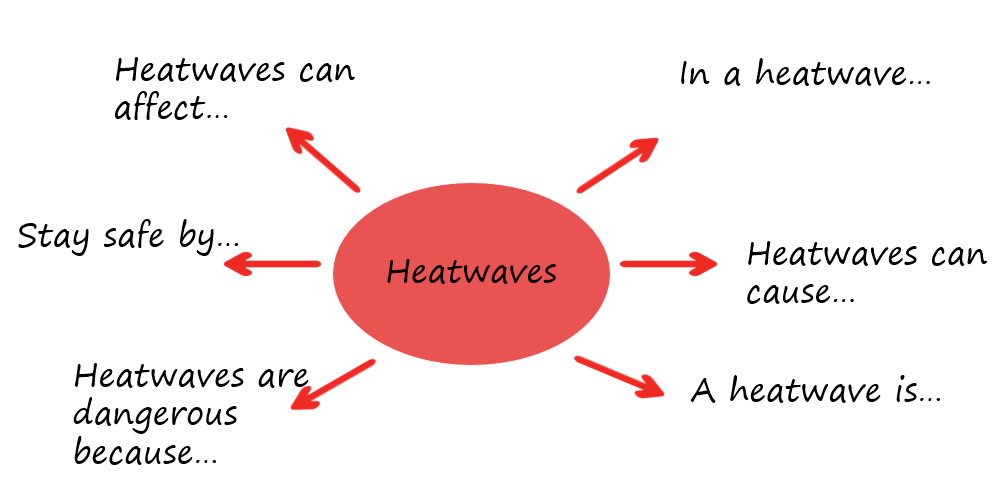 Heatwaves can
affect...
In a heatwave...
Stay safe by...
Heatwaves
Heatwaves can
cause...
Heatwaves are
dangerous
because...
A heatwave is...